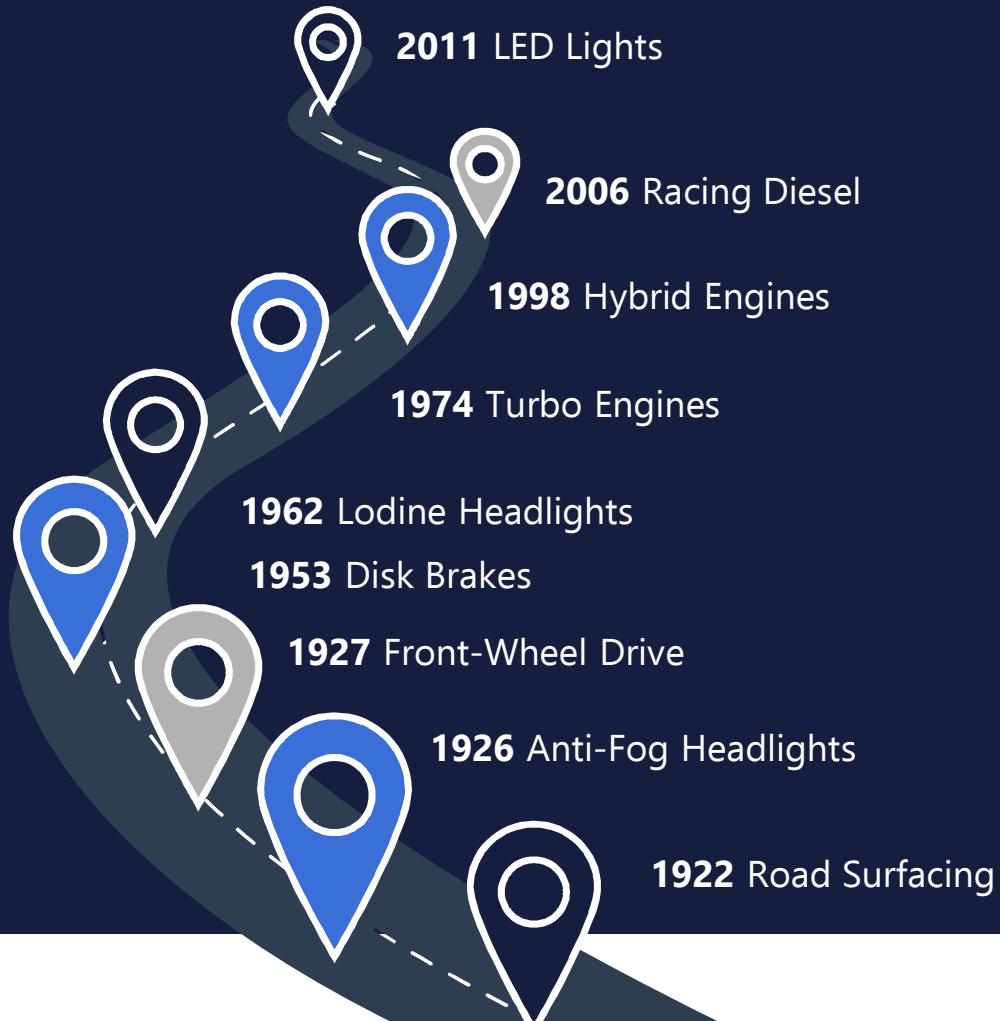 2011 LED Lights
2006 Racing Diesel
1998 Hybrid Engines
1974 Turbo Engines
1962 Lodine Headlights
1953 Disk Brakes
1927 Front-Wheel Drive
1926 Anti-Fog Headlights
1922 Road Surfacing